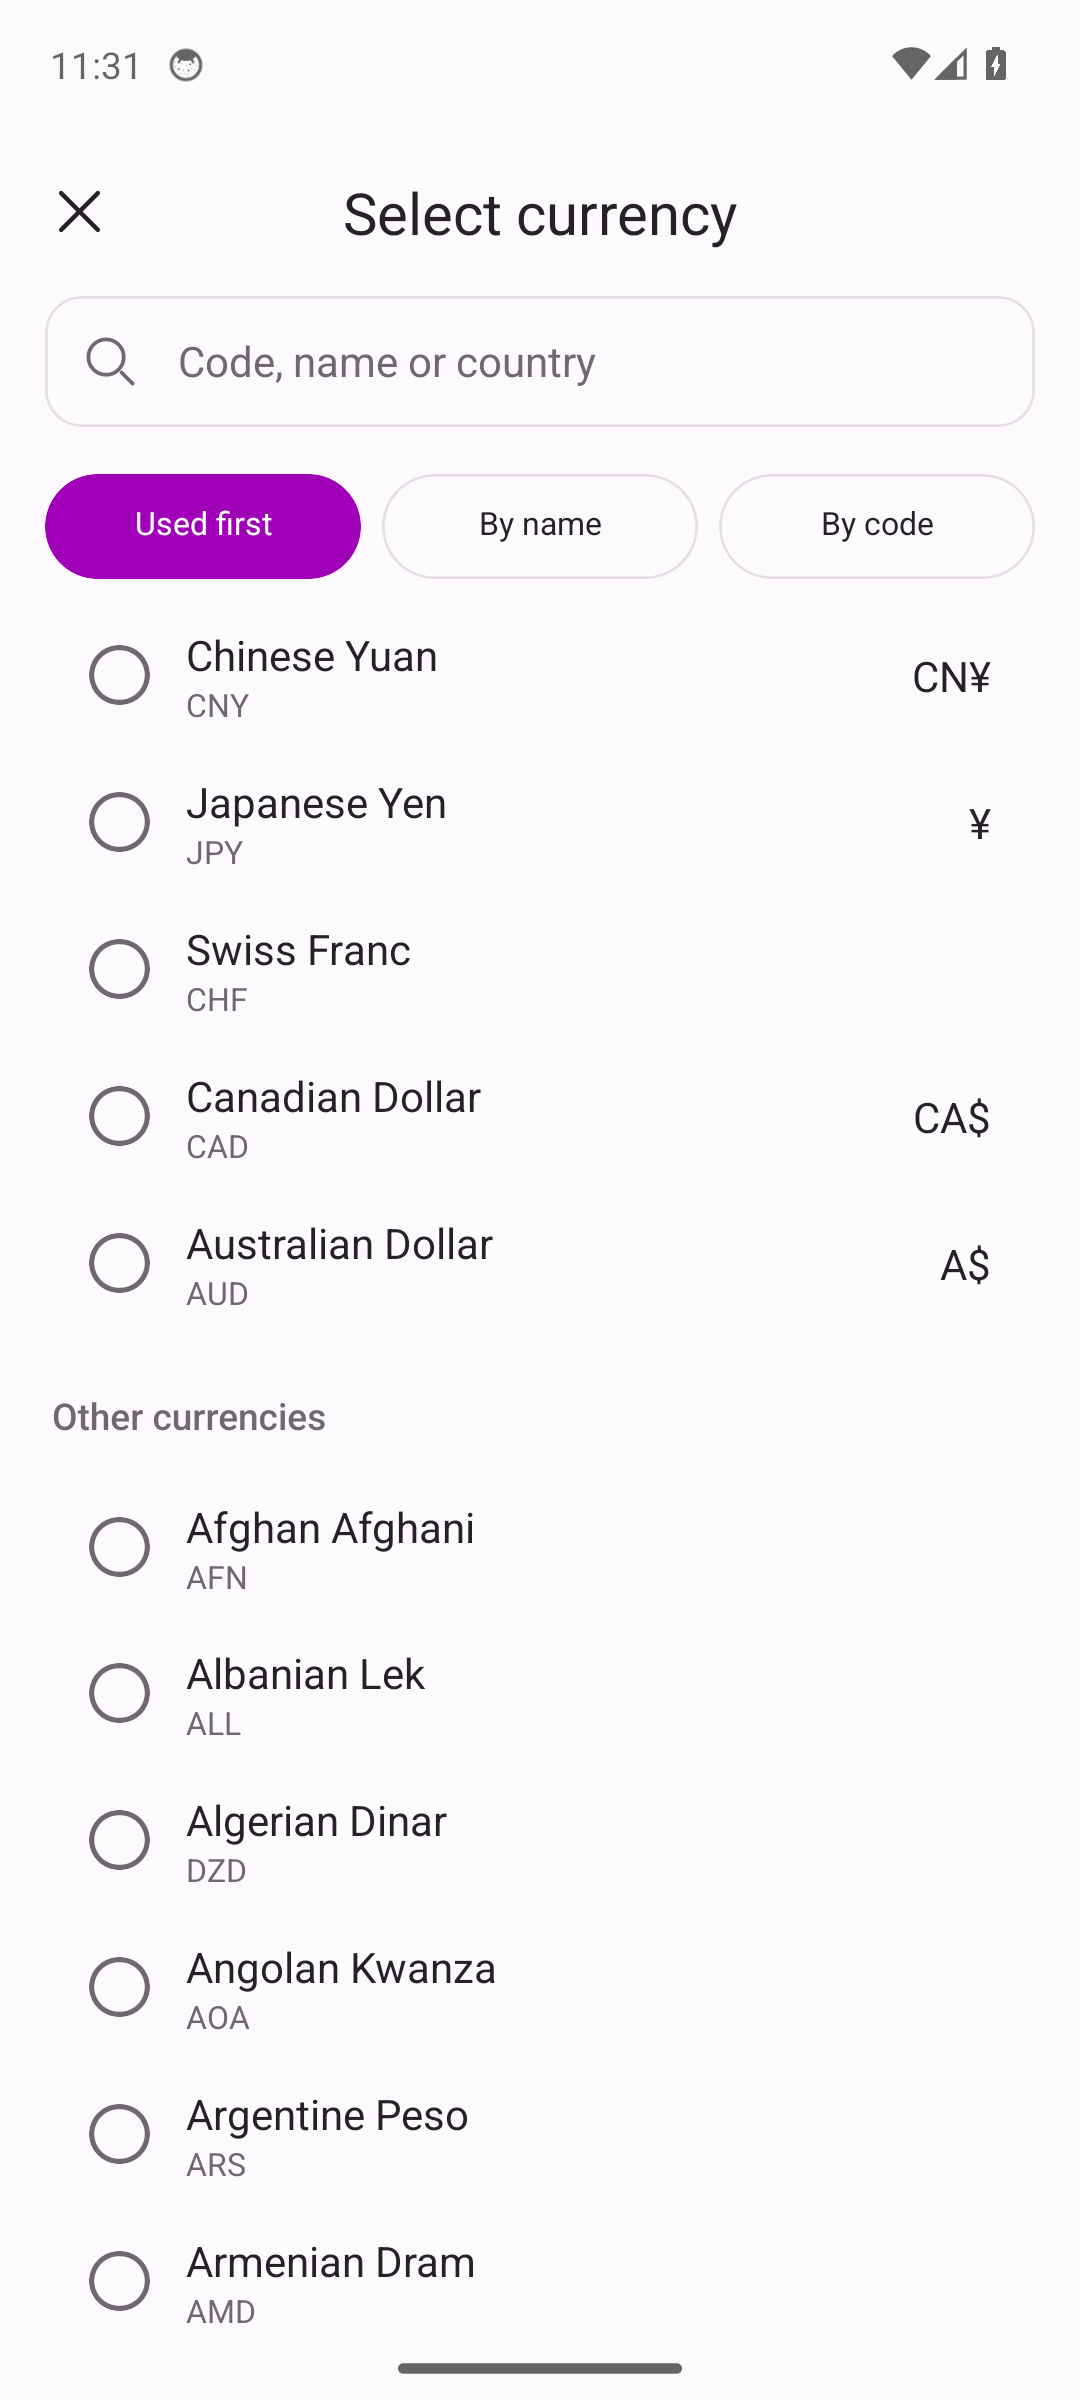 11:31
Select currency
Code, name or country
Used first
By name
By code
Chinese Yuan
CNY
CN¥
Japanese Yen
JPY
¥
Swiss Franc
CHF
Canadian Dollar
CAD
CA$
Australian Dollar
AUD
A$
Other currencies
Afghan Afghani
AFN
Albanian Lek
ALL
Algerian Dinar
DZD
Angolan Kwanza
AOA
Argentine Peso
ARS
Armenian Dram
AMD